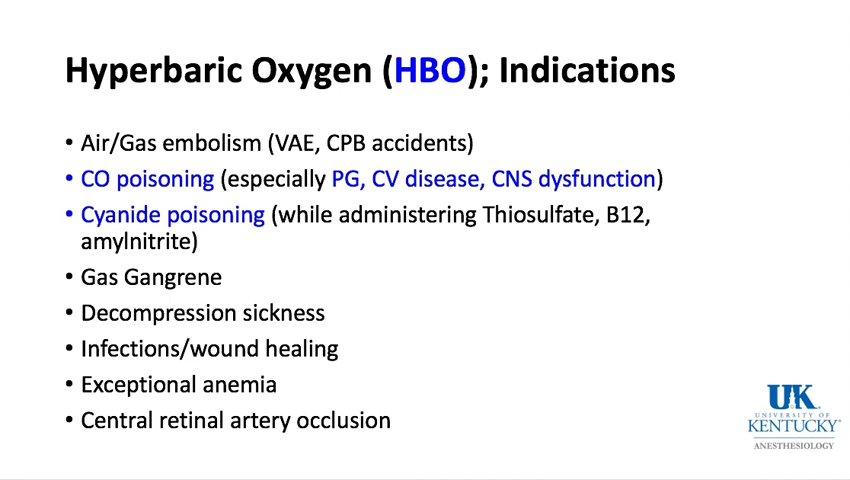 Hyperbaric Oxygen (HBO); Indications
• Air/Gas embolism (VAE, CPB accidents)
• CO poisoning (especially PG, CV disease, CNS dysfunction)
• Cyanide poisoning (while administering Thiosulfate, B12,
amylnitrite)
• Gas Gangrene
• Decompression sickness
• Infections/wound healing
• Exceptional anemia
• Central retinal artery occlusion
UK
UNIVERSITY OF
KENTUCKY
ANESTHESIOLOGY